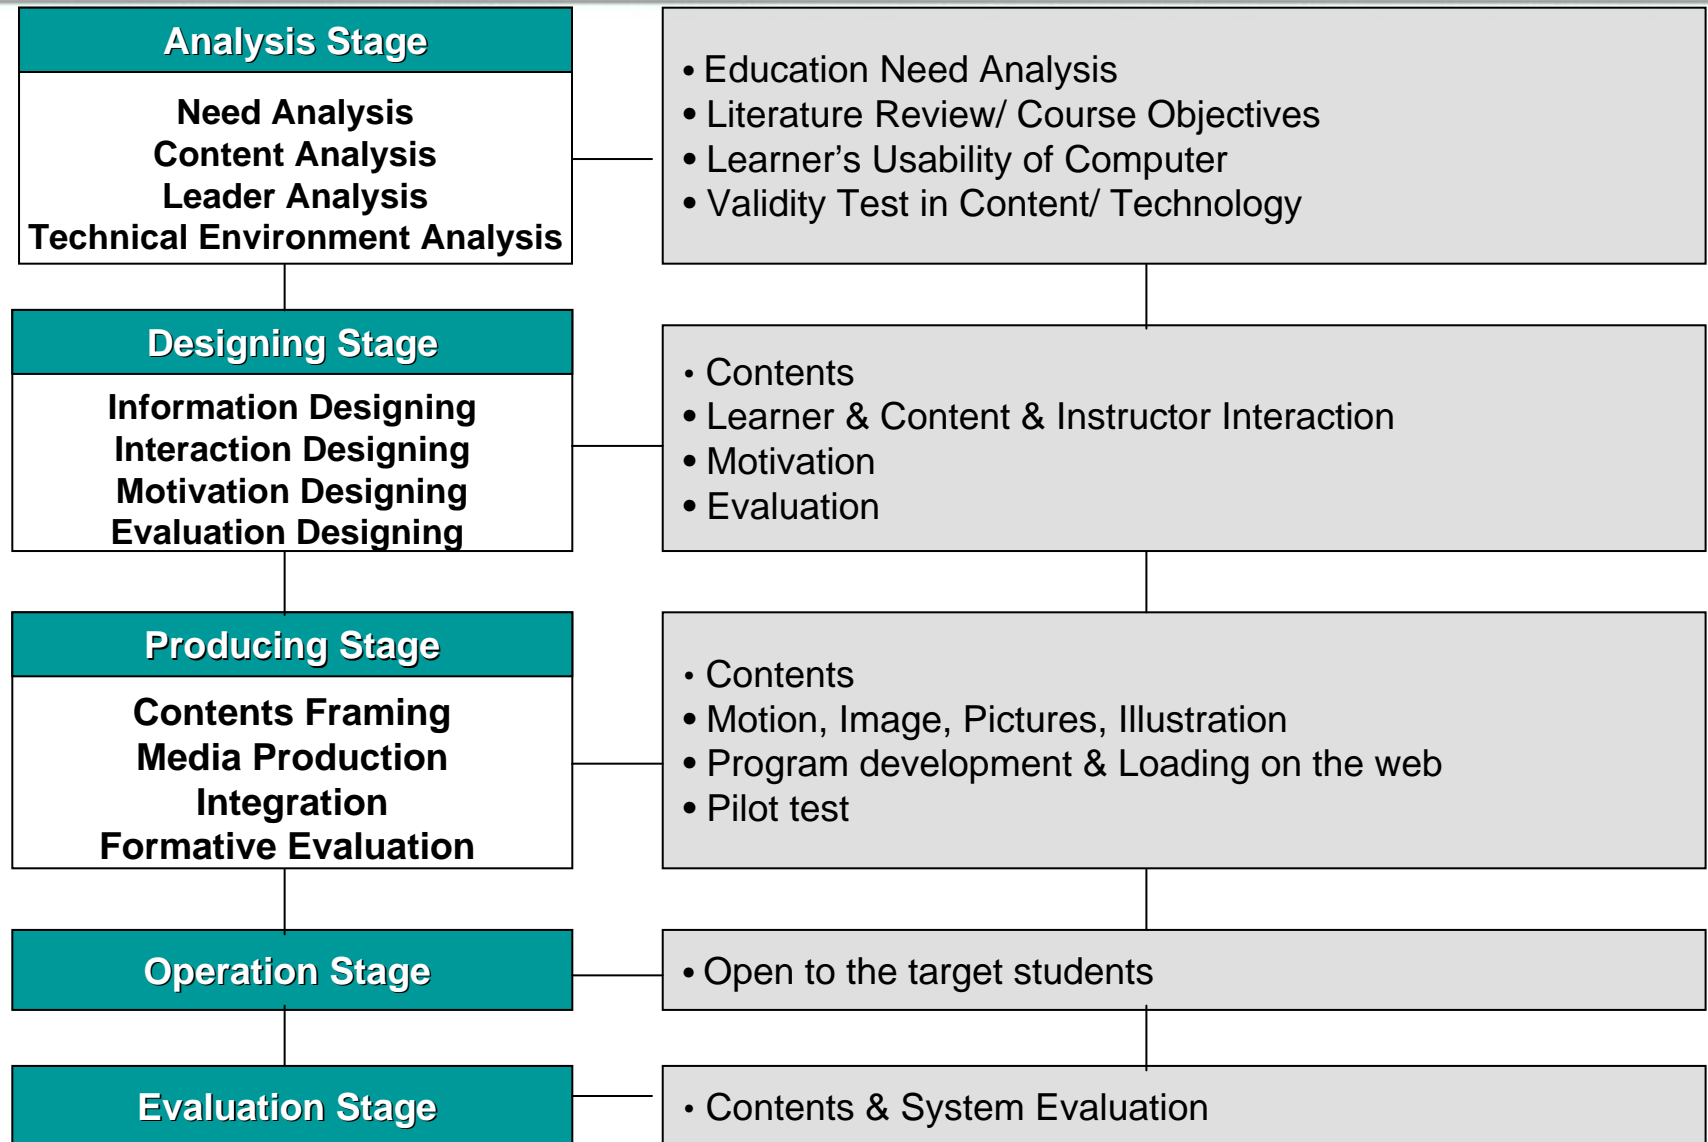 Analysis Stage
Need Analysis
Content Analysis
Leader Analysis
Technical Environment Analysis
• Education Need Analysis
• Literature Review/ Course Objectives
• Learner’s Usability of Computer
• Validity Test in Content/ Technology
Designing Stage
Information Designing
Interaction Designing
Motivation Designing
Evaluation Designing
• Contents
• Learner & Content & Instructor Interaction
• Motivation
• Evaluation
Producing Stage
Contents Framing
Media Production
Integration
Formative Evaluation
• Contents
• Motion, Image, Pictures, Illustration
• Program development & Loading on the web
• Pilot test
Operation Stage
• Open to the target students
Evaluation Stage
• Contents & System Evaluation